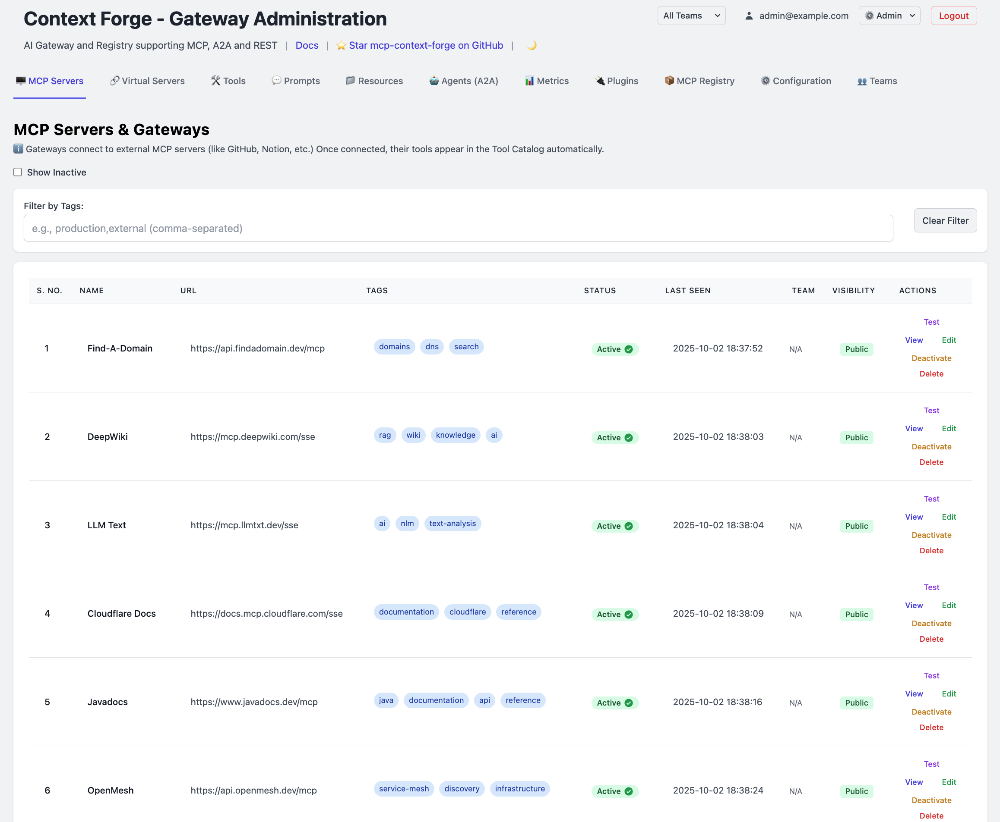 Context Forge - Gateway Administration
All Teams
admin@example.com
Admin
Logout
AI Gateway and Registry supporting MCP, A2A and REST | Docs | Star mcp-context-forge on GitHub |
MCP Servers Virtual Servers Tools Prompts Resources Agents (A2A) Metrics Plugins MCP Registry Configuration Teams
MCP Servers & Gateways
Gateways connect to external MCP servers (like GitHub, Notion, etc.) Once connected, their tools appear in the Tool Catalog automatically.
Show Inactive
Filter by Tags:
e.g., production,external (comma-separated)
Clear Filter
S. NO. NAME URL TAGS STATUS LAST SEEN TEAM VISIBILITY ACTIONS
1 Find-A-Domain https://api.findadomain.dev/mcp domains dns search Active 2025-10-02 18:37:52 N/A Public
Test
View Edit
Deactivate
Delete
2 DeepWiki https://mcp.deepwiki.com/sse rag wiki knowledge ai Active 2025-10-02 18:38:03 N/A Public
Test
View Edit
Deactivate
Delete
3 LLM Text https://mcp.llmtxt.dev/sse ai nlm text-analysis Active 2025-10-02 18:38:04 N/A Public
Test
View Edit
Deactivate
Delete
4 Cloudflare Docs https://docs.mcp.cloudflare.com/sse documentation cloudflare reference Active 2025-10-02 18:38:09 N/A Public
Test
View Edit
Deactivate
Delete
5 Javadocs https://www.javadocs.dev/mcp java documentation api reference Active 2025-10-02 18:38:16 N/A Public
Test
View Edit
Deactivate
Delete
6 OpenMesh https://api.openmesh.dev/mcp service-mesh discovery infrastructure Active 2025-10-02 18:38:24 N/A Public
Test
View Edit
Deactivate
Delete